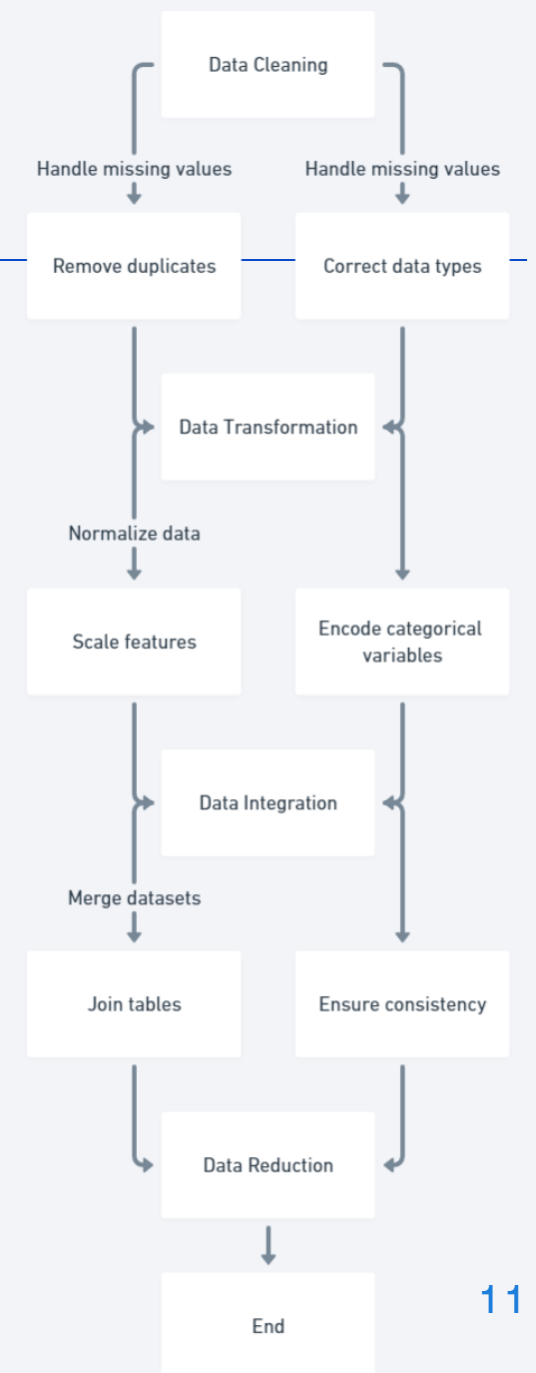 Data Cleaning
Handle missing values
Handle missing values
Remove duplicates
Correct data types
Data Transformation
Normalize data
Scale features
Encode categorical
variables
Data Integration
Merge datasets
Join tables
Ensure consistency
Data Reduction
End
11